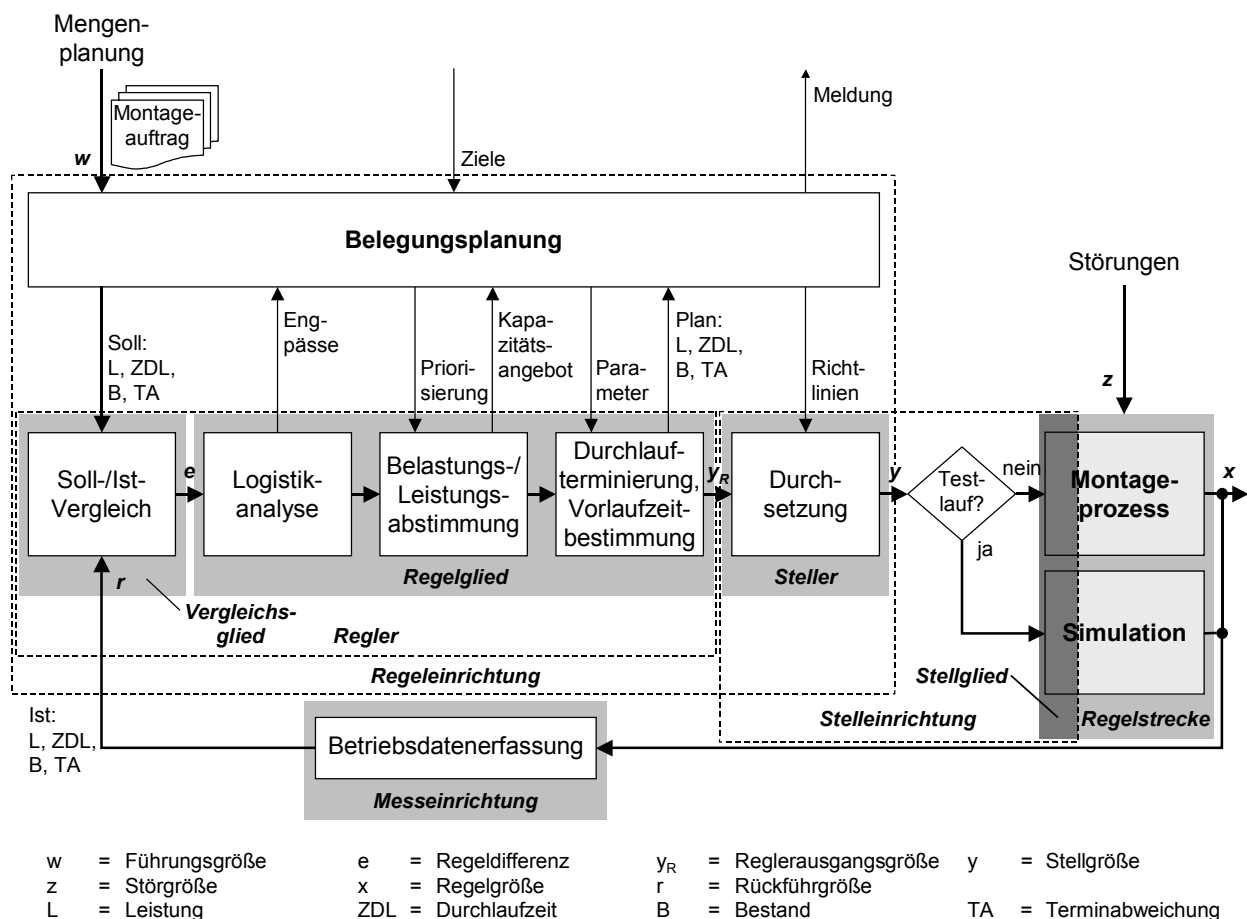 Mengen-
planung
Montage-
auftrag
w
Ziele
Meldung
Belegungsplanung
Störungen
z
Soll:
L, ZDL,
B, TA
Eng-
pässe
Priori-
sierung
Kapa-
zitäts-
angebot
Para-
meter
Plan:
L, ZDL,
B, TA
Richt-
linien
Soll-/Ist-
Vergleich
e
Logistik-
analyse
Belastungs-/
Leistungs-
abstimmung
Durchlauf-
terminierung,
Vorlaufzeit-
bestimmung
yR
Durch-
setzung
y
Test-
lauf?
nein
ja
Montage-
prozess
x
Simulation
r
Vergleichs-
glied
Regelglied
Steller
Regler
Regeleinrichtung
Stellglied
Stelleinrichtung
Regelstrecke
Ist:
L, ZDL,
B, TA
Betriebsdatenerfassung
Messeinrichtung
w = Führungsgröße e = Regeldifferenz yR = Reglerausgangsgröße y = Stellgröße
z = Störgröße x = Regelgröße r = Rückführgröße
L = Leistung ZDL = Durchlaufzeit B = Bestand TA = Terminabweichung